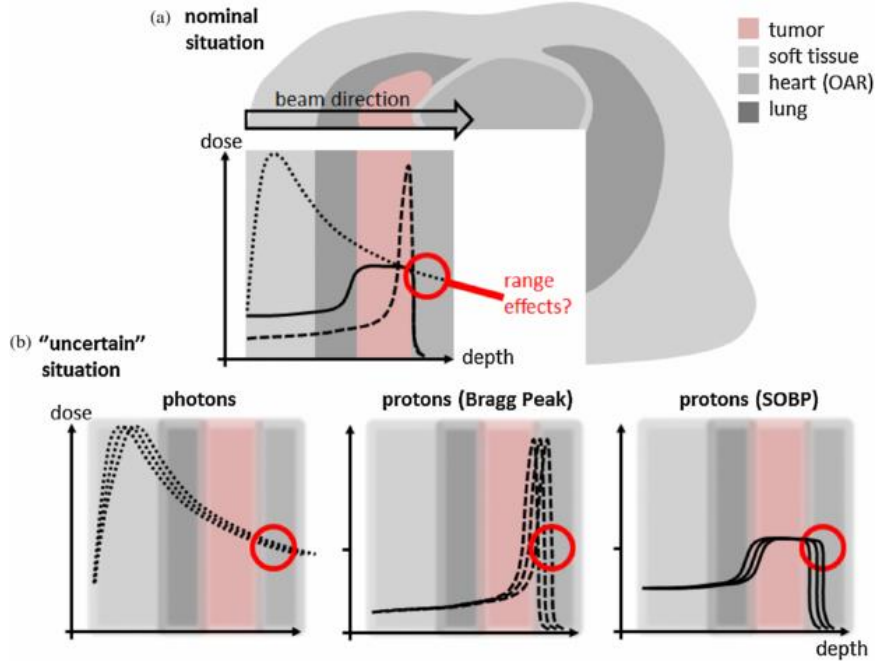 (a) nominal
situation
tumor
soft tissue
heart (OAR)
lung
beam direction
dose
range
effects?
depth
(b) "uncertain"
situation
photons
protons (Bragg Peak)
protons (SOBP)
dose
depth